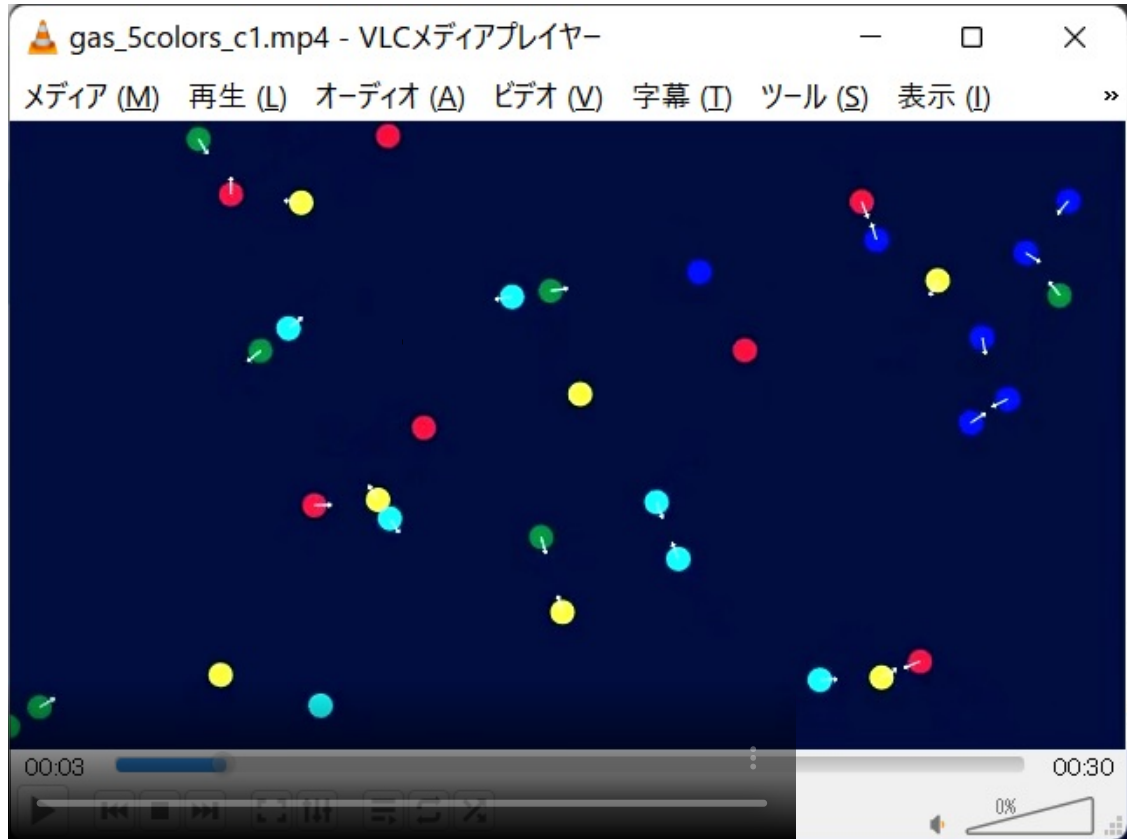 gas_5colors_c1.mp4 - VLCメディアプレイヤー
メディア (M) 再生 (L) オーディオ (A) ビデオ (V) 字幕 (T) ツール (S) 表示 (I) »
00:03 00:30
0%